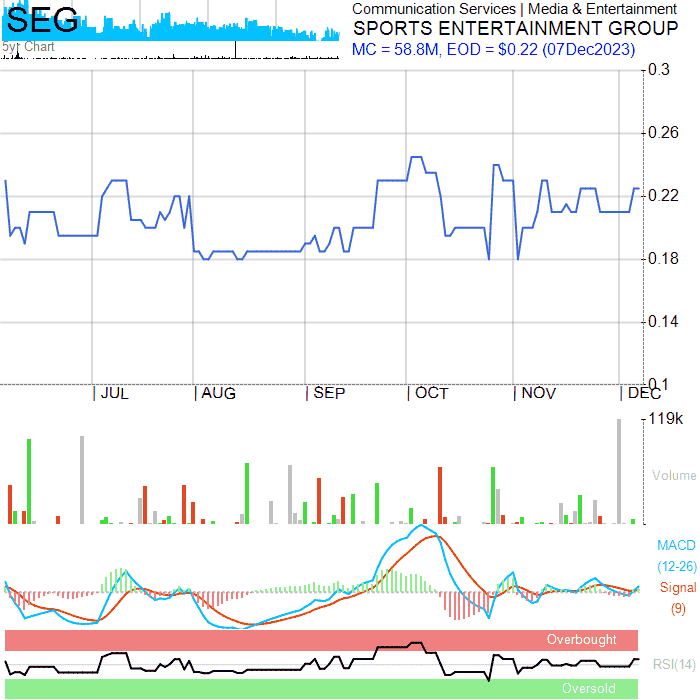 SEG
5yr Chart
Communication Services | Media & Entertainment
SPORTS ENTERTAINMENT GROUP
MC = 58.8M, EOD = $0.22 (07Dec2023)
0.3
0.26
0.22
0.18
0.14
0.1
JUL AUG SEP OCT NOV DEC
119k
Volume
MACD
(12-26)
Signal
(9)
Overbought
RSI(14)
Oversold